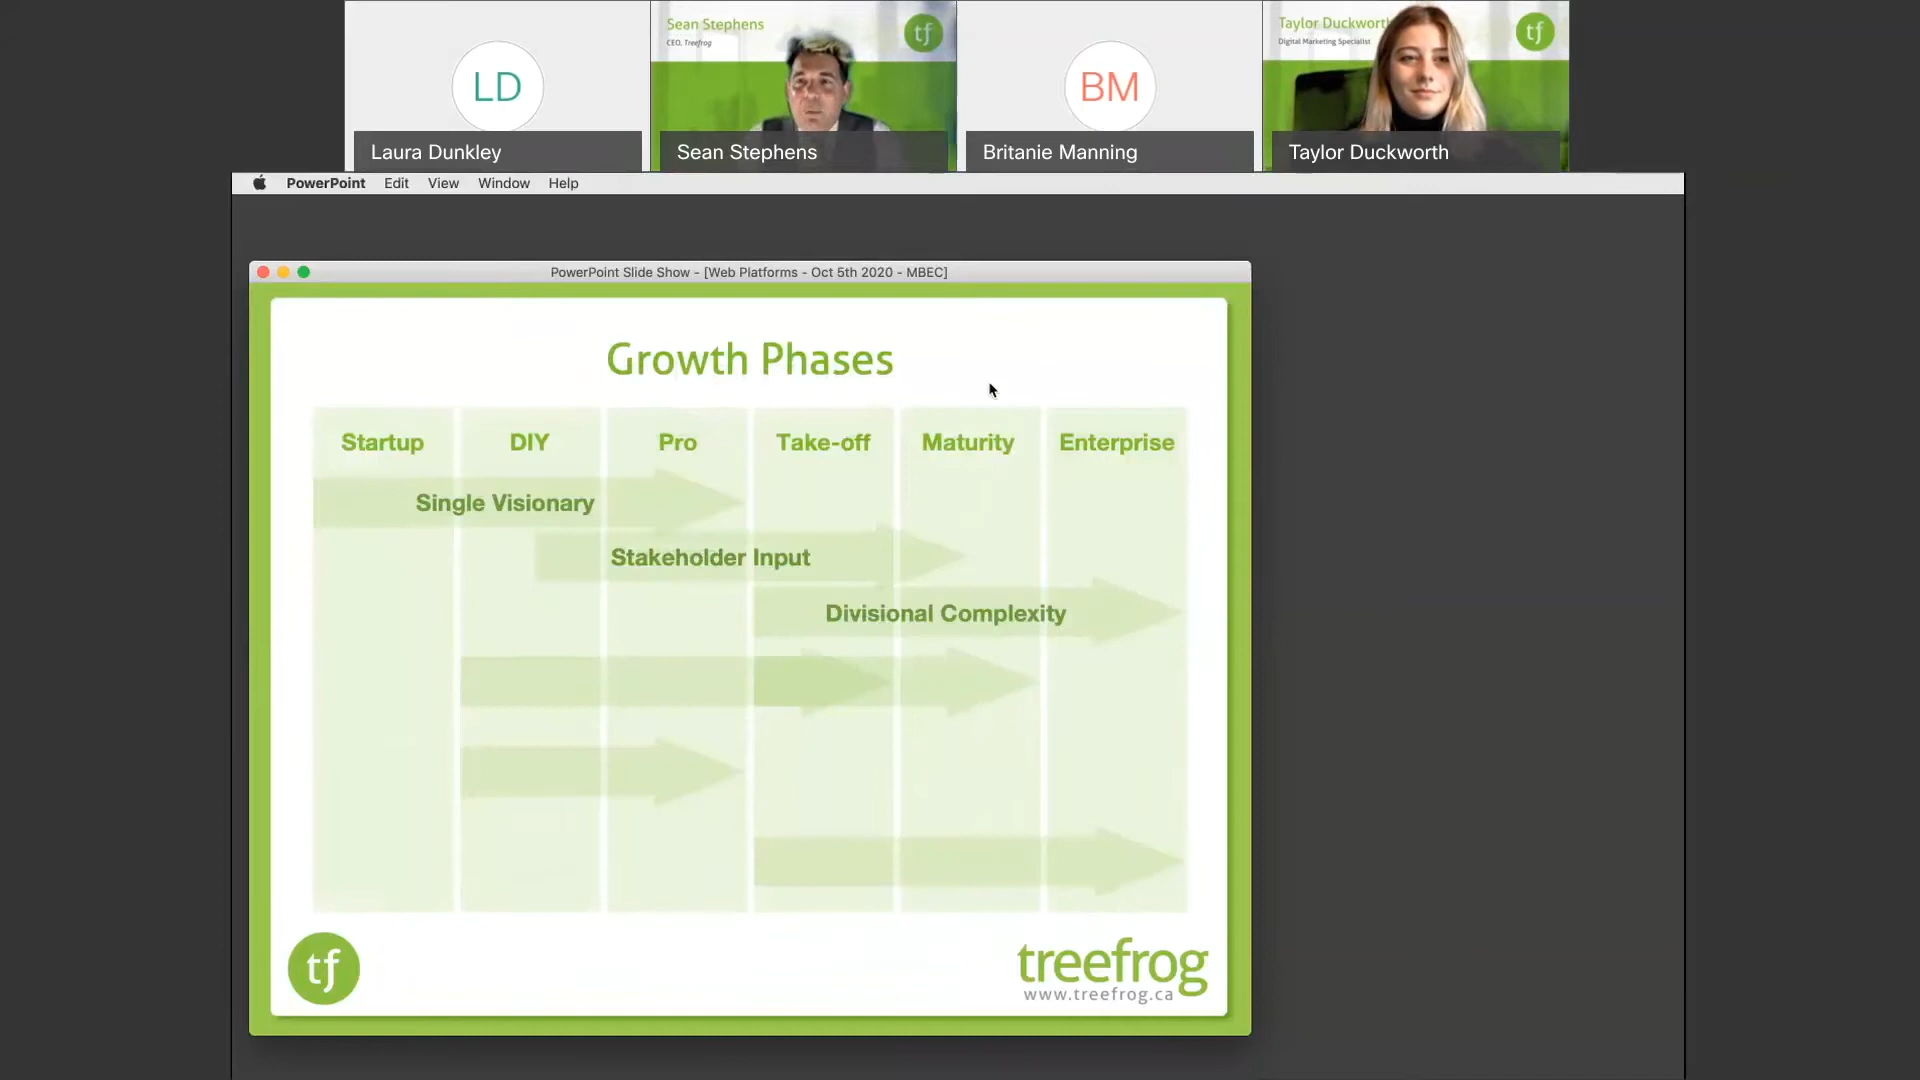 LD
Laura Dunkley
Sean Stephens
CEO, Treefrog
tf
Sean Stephens
BM
Britanie Manning
Taylor Duckworth
Digital Marketing Specialist
tf
Taylor Duckworth
PowerPoint Edit View Window Help
PowerPoint Slide Show - [Web Platforms - Oct 5th 2020 - MBEC]
Growth Phases
Startup DIY Pro Take-off Maturity Enterprise
Single Visionary
Stakeholder Input
Divisional Complexity
tf
treefrog
www.treefrog.ca